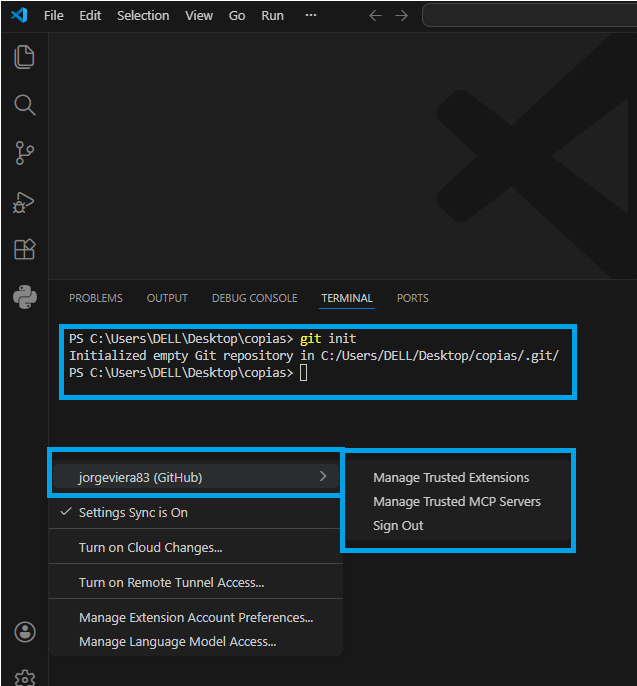 File Edit Selection View Go Run ···
PROBLEMS OUTPUT DEBUG CONSOLE TERMINAL PORTS
PS C:\Users\DELL\Desktop\copias> git init
Initialized empty Git repository in C:/Users/DELL/Desktop/copias/.git/
PS C:\Users\DELL\Desktop\copias>
jorgeviera83 (GitHub)
Manage Trusted Extensions
Manage Trusted MCP Servers
Sign Out
Settings Sync is On
Turn on Cloud Changes...
Turn on Remote Tunnel Access...
Manage Extension Account Preferences...
Manage Language Model Access...